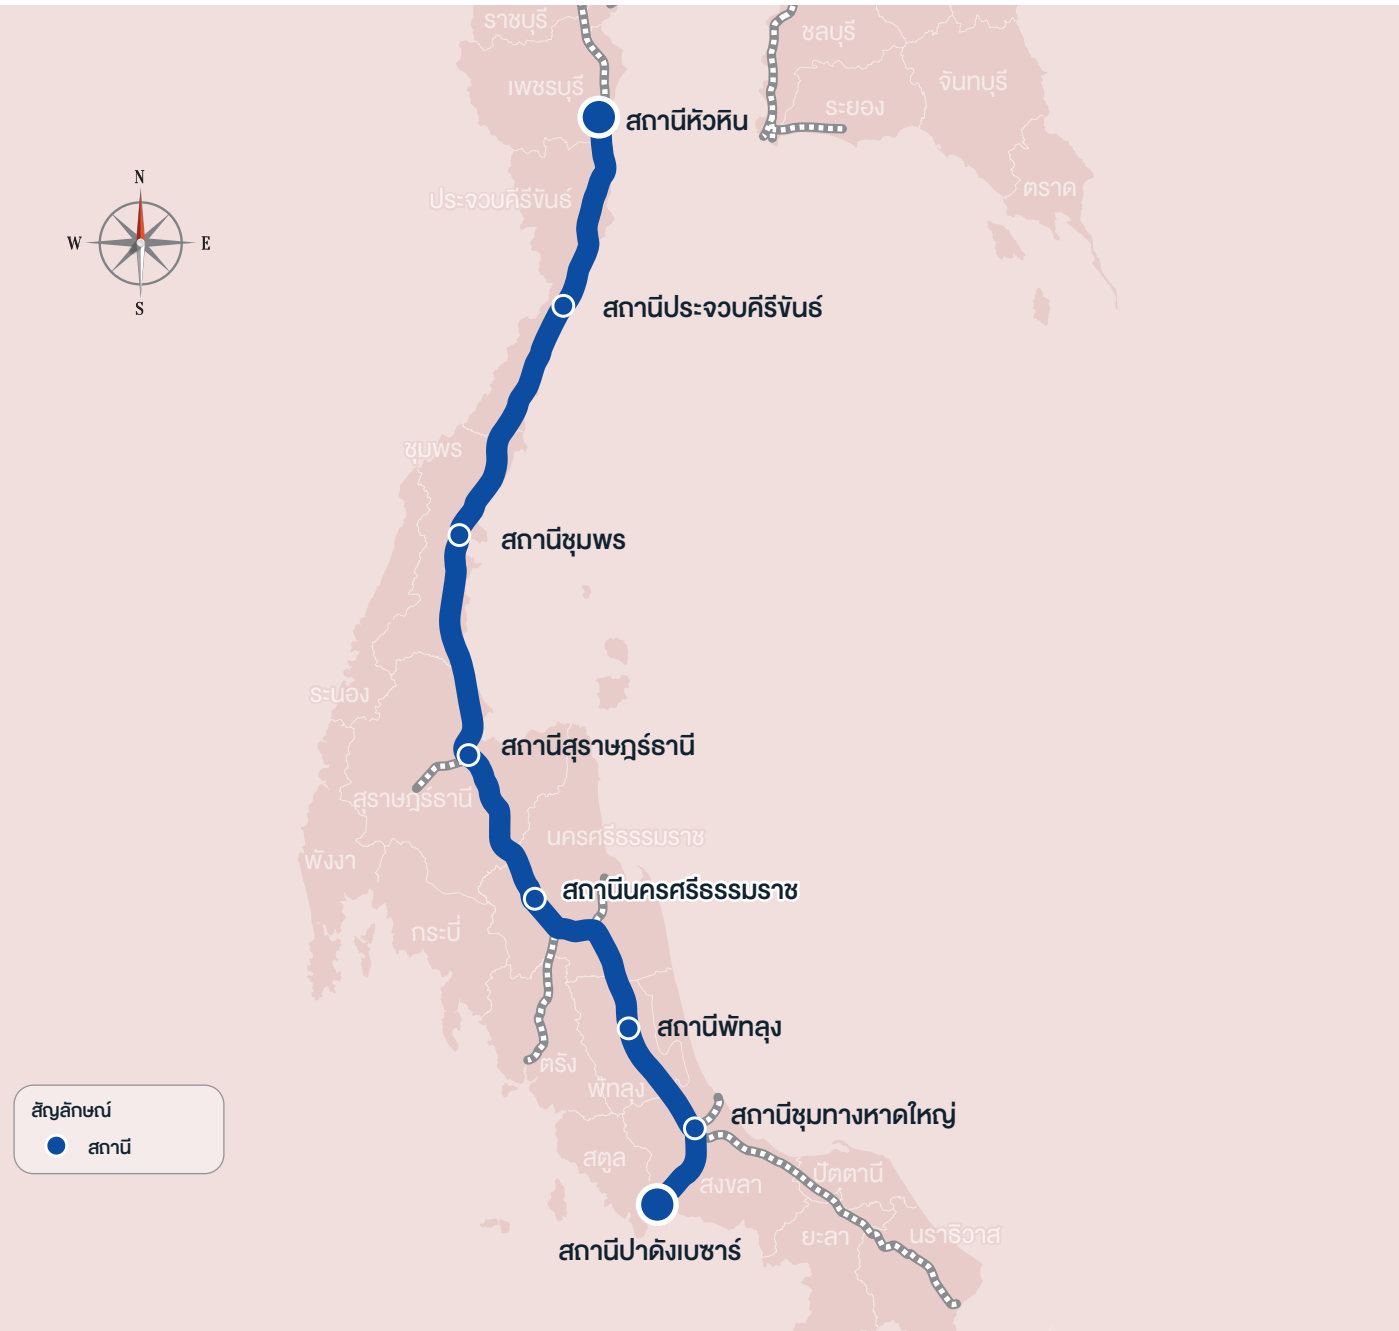 ราชบุรี
ชลบุรี
เพชรบุรี
จันทบุรี
ระยอง
สถานีหัวหิน
N
ตราด
ประจวบคีรีขันธ์
W
E
S
สถานีประจวบคีรีขันธ์
ชุมพร
สถานีชุมพร
ระนอง
สถานีสุราษฎร์ธานี
สุราษฎร์ธานี
นครศรีธรรมราช
พังงา
สถานีนครศรีธรรมราช
กระบี่
สถานีพัทลุง
ตรัง
พัทลุง
สัญลักษณ์
สถานี
สถานีชุมทางหาดใหญ่
สตูล
ปัตตานี
สงขลา
ยะลา
นราธิวาส
สถานีปาดังเบซาร์